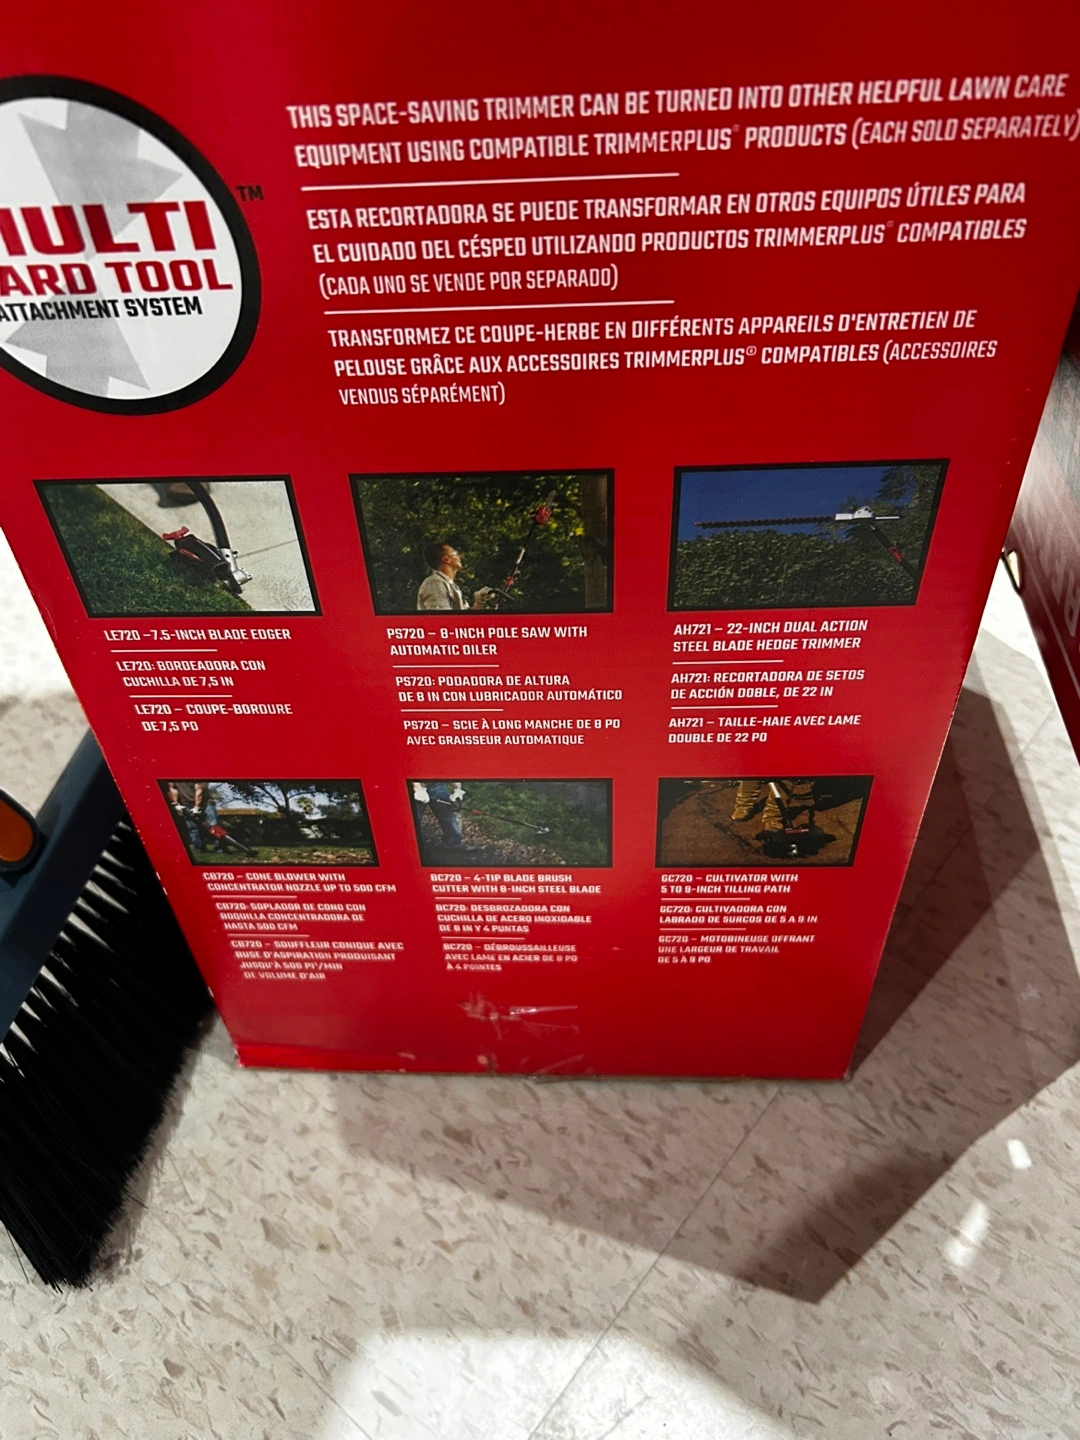 MULTI
YARD TOOL
ATTACHMENT SYSTEM
TM
THIS SPACE-SAVING TRIMMER CAN BE TURNED INTO OTHER HELPFUL LAWN CARE
EQUIPMENT USING COMPATIBLE TRIMMERPLUS® PRODUCTS (EACH SOLD SEPARATELY)
ESTA RECORTADORA SE PUEDE TRANSFORMAR EN OTROS EQUIPOS ÚTILES PARA
EL CUIDADO DEL CÉSPED UTILIZANDO PRODUCTOS TRIMMERPLUS® COMPATIBLES
(CADA UNO SE VENDE POR SEPARADO)
TRANSFORMEZ CE COUPE-HERBE EN DIFFÉRENTS APPAREILS D'ENTRETIEN DE
PELOUSE GRÂCE AUX ACCESSOIRES TRIMMERPLUS® COMPATIBLES (ACCESSOIRES
VENDUS SÉPARÉMENT)
LE720 –7.5-INCH BLADE EDGER
LE720: BORDEADORA CON
CUCHILLA DE 7,5 IN
LE720 – COUPE-BORDURE
DE 7,5 PO
PS720 – 8-INCH POLE SAW WITH
AUTOMATIC OILER
PS720: PODADORA DE ALTURA
DE 8 IN CON LUBRICADOR AUTOMÁTICO
PS720 – SCIE À LONG MANCHE DE 8 PO
AVEC GRAISSEUR AUTOMATIQUE
AH721 – 22-INCH DUAL ACTION
STEEL BLADE HEDGE TRIMMER
AH721: RECORTADORA DE SETOS
DE ACCIÓN DOBLE, DE 22 IN
AH721 – TAILLE-HAIE AVEC LAME
DOUBLE DE 22 PO
CB720 – CONE BLOWER WITH
CONCENTRATOR NOZZLE UP TO 500 CFM
CB720: SOPLADOR DE CONO CON
BOQUILLA CONCENTRADORA DE
HASTA 500 CFM
CB720 – SOUFFLEUR CONIQUE AVEC
BUSE D'ASPIRATION PRODUISANT
JUSQU'À 500 PI³/MIN
DE VOLUME D'AIR
BC720 – 4-TIP BLADE BRUSH
CUTTER WITH 8-INCH STEEL BLADE
BC720: DESBROZADORA CON
CUCHILLA DE ACERO INOXIDABLE
DE 8 IN Y 4 PUNTAS
BC720 – DÉBROUSSAILLEUSE
AVEC LAME EN ACIER DE 8 PO
À 4 POINTES
GC720 – CULTIVATOR WITH
5 TO 9-INCH TILLING PATH
GC720: CULTIVADORA CON
LABRADO DE SURCOS DE 5 A 9 IN
GC720 – MOTOBINEUSE OFFRANT
UNE LARGEUR DE TRAVAIL
DE 5 À 9 PO